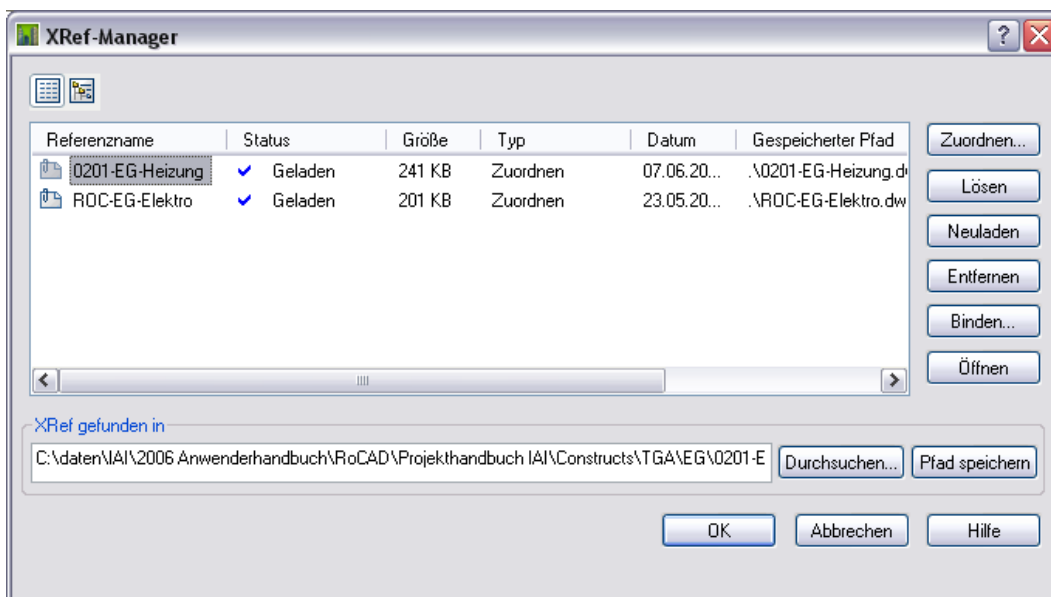 XRef-Manager
Referenzname Status Größe Typ Datum Gespeicherter Pfad
0201-EG-Heizung Geladen 241 KB Zuordnen 07.06.20... .\0201-EG-Heizung.d
ROC-EG-Elektro Geladen 201 KB Zuordnen 23.05.20... .\ROC-EG-Elektro.dw
Zuordnen...
Lösen
Neuladen
Entfernen
Binden...
Öffnen
XRef gefunden in
C:\daten\IAI\2006 Anwenderhandbuch\RoCAD\Projekthandbuch IAI\Constructs\TGA\EG\0201-E Durchsuchen... Pfad speichern
OK Abbrechen Hilfe